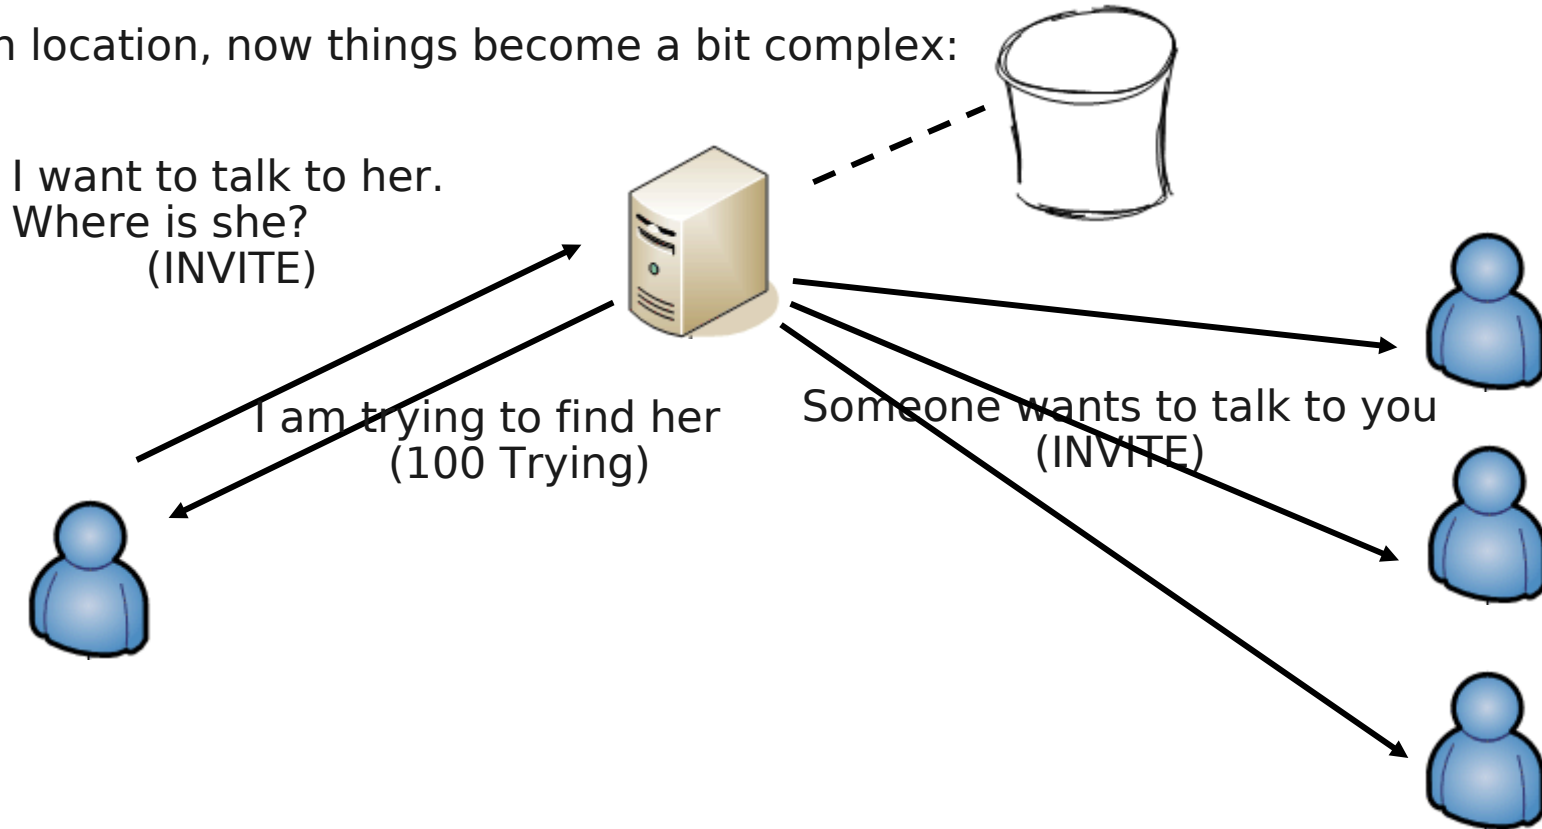 n location, now things become a bit complex:
I want to talk to her.
Where is she?
(INVITE)
I am trying to find her
(100 Trying)
Someone wants to talk to you
(INVITE)